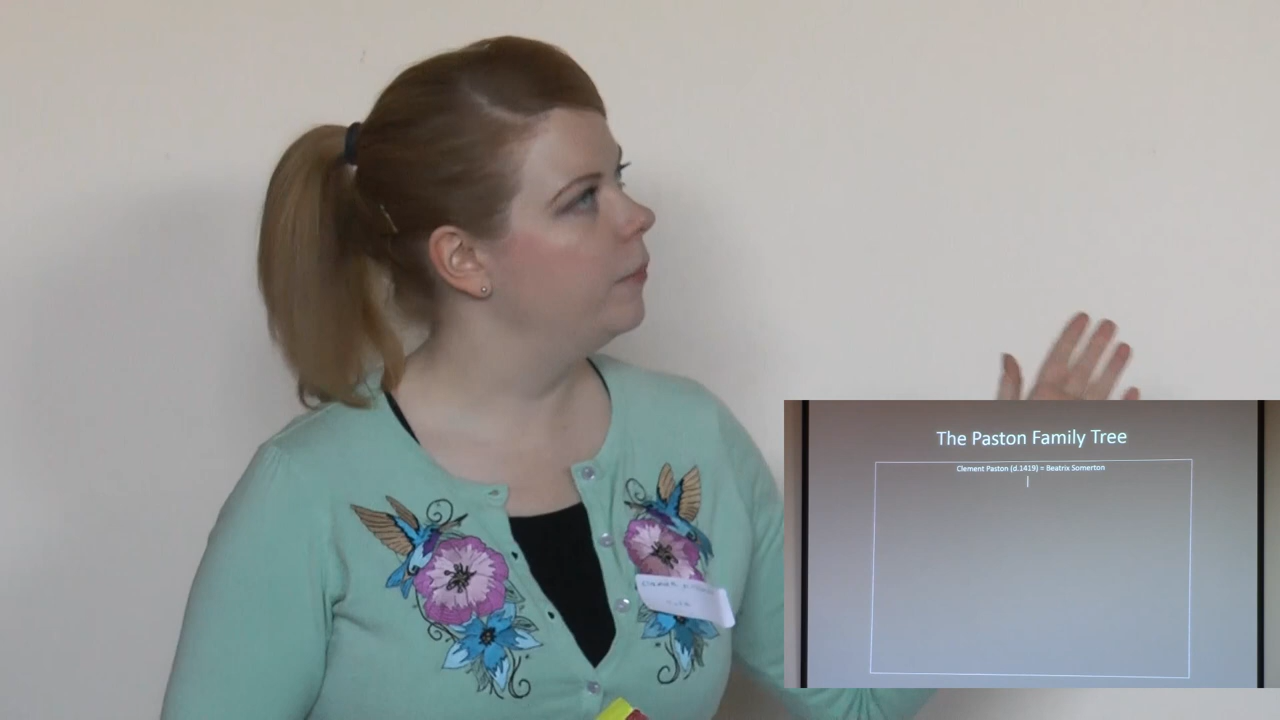 The Paston Family Tree
Clement Paston (d.1419) = Beatrix Somerton